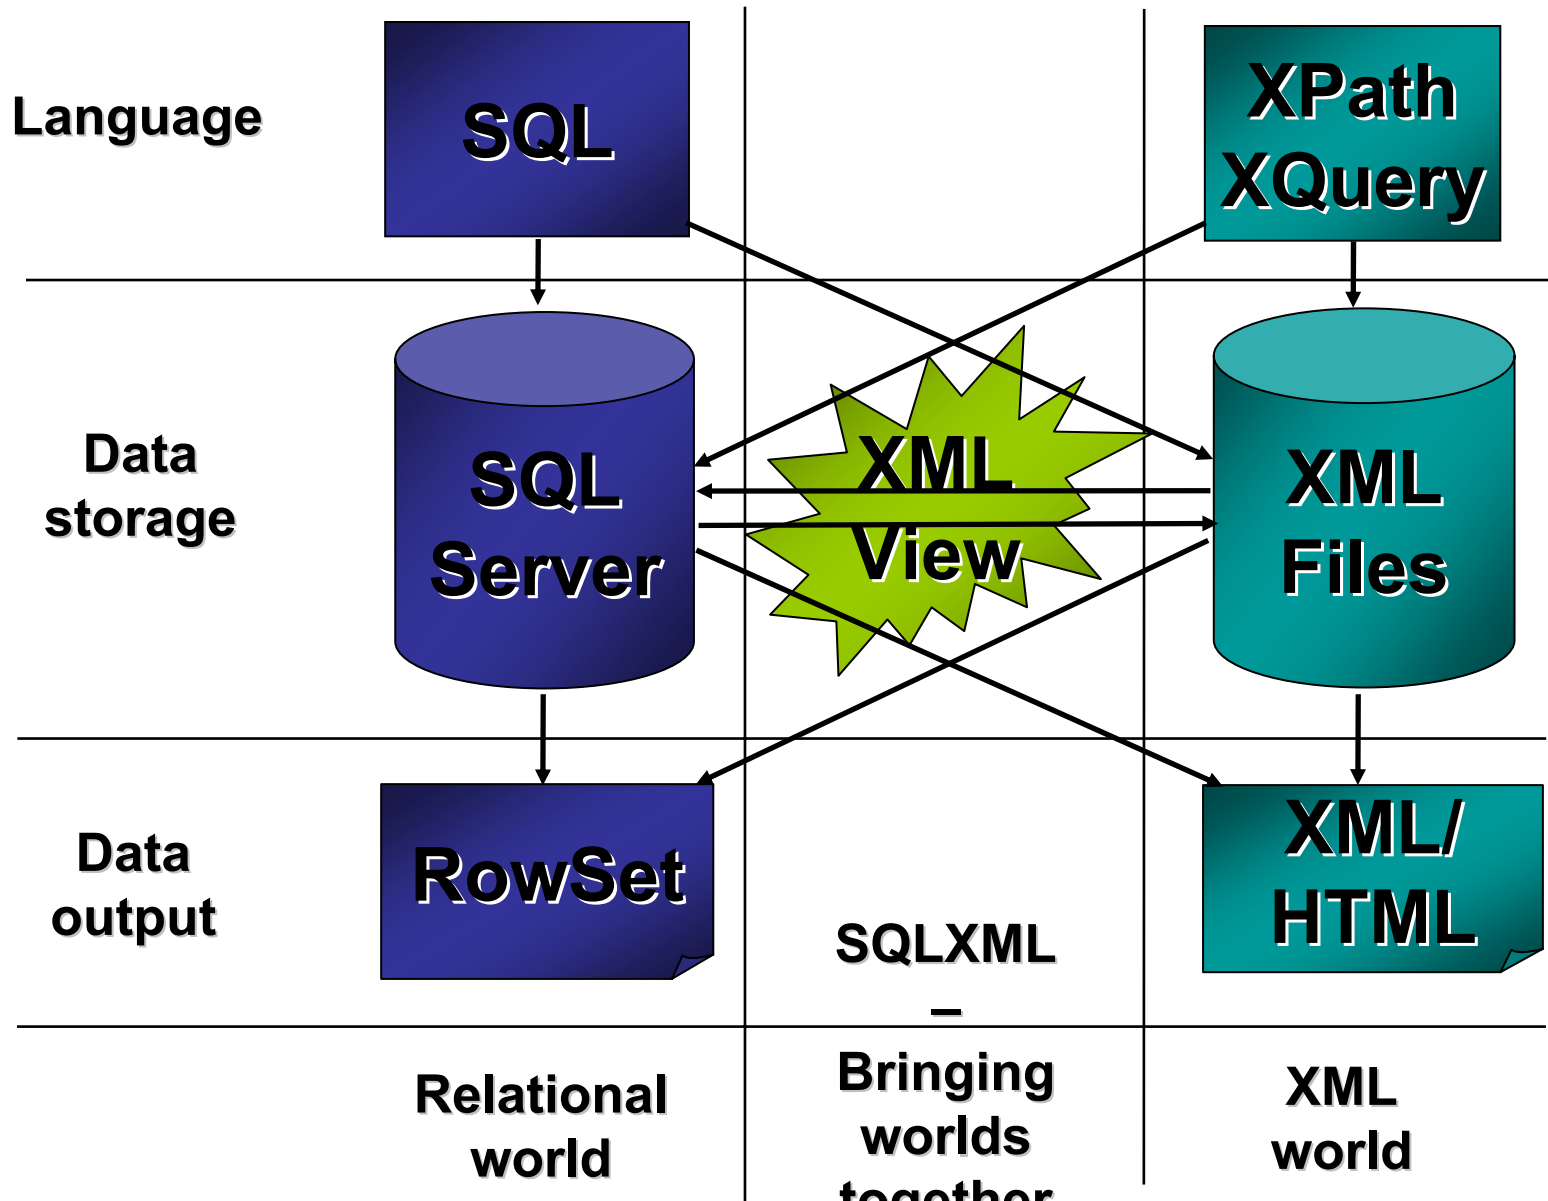 Language
SQL
XPath
XQuery
Data
storage
SQL
Server
XML
View
XML
Files
Data
output
RowSet
XML/
HTML
SQLXML
–
Bringing
worlds
together
Relational
world
XML
world